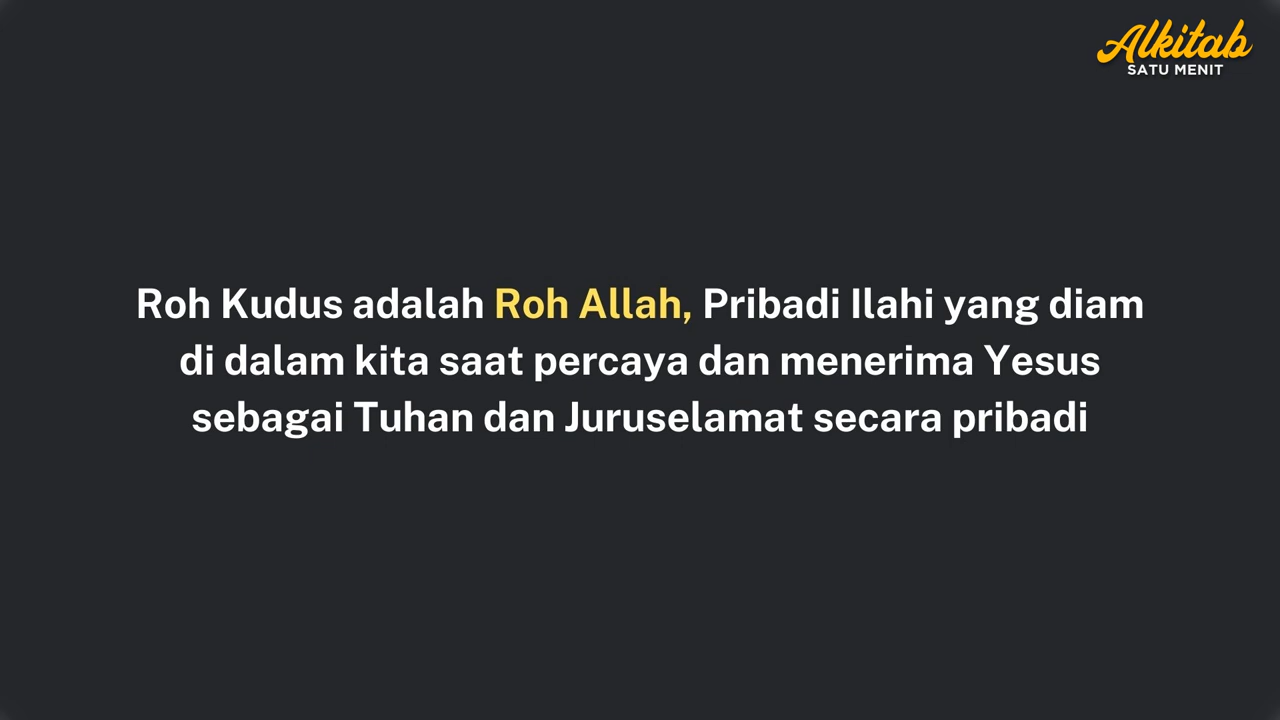 Alkitab
SATU MENIT
Roh Kudus adalah Roh Allah, Pribadi Ilahi yang diam
di dalam kita saat percaya dan menerima Yesus
sebagai Tuhan dan Juruselamat secara pribadi